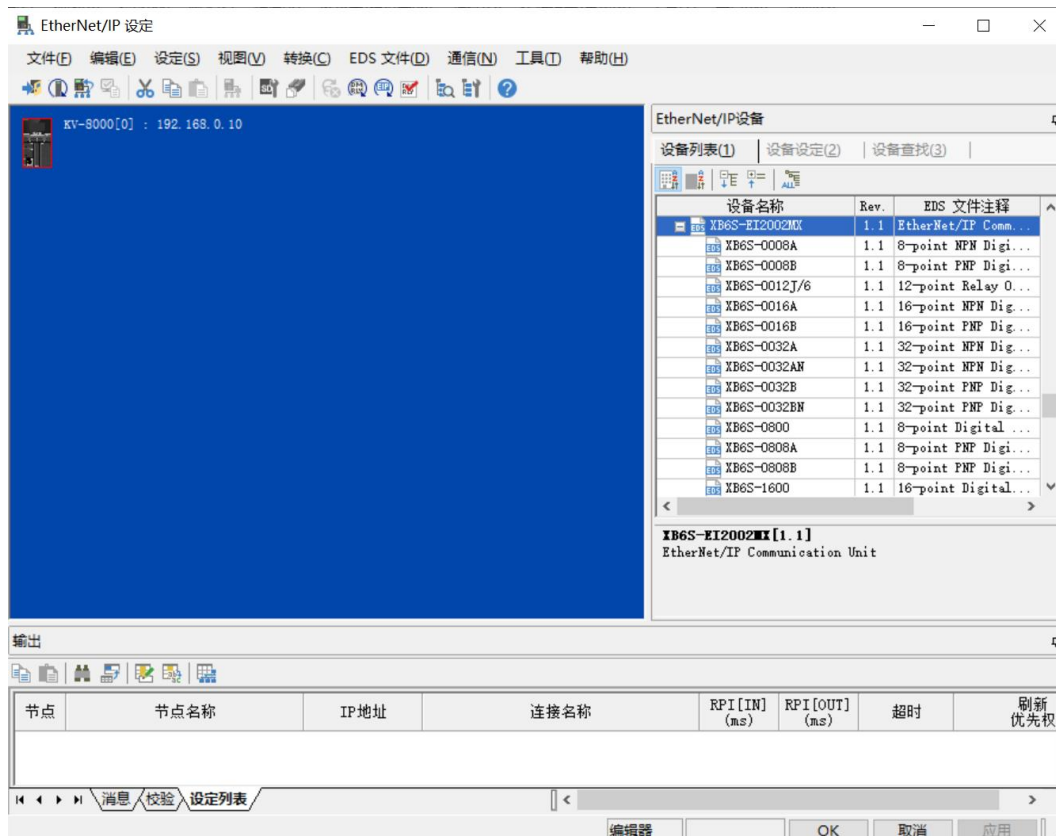 EtherNet/IP 设定
文件(F) 编辑(E) 设定(S) 视图(V) 转换(C) EDS 文件(D) 通信(N) 工具(T) 帮助(H)
KV-8000[0] : 192.168.0.10
EtherNet/IP设备
设备列表(1) 设备设定(2) 设备查找(3)
设备名称 Rev. EDS 文件注释
XB6S-EI2002MX 1.1 EtherNet/IP Comm...
XB6S-0008A 1.1 8-point NPN Digi...
XB6S-0008B 1.1 8-point PNP Digi...
XB6S-0012J/6 1.1 12-point Relay O...
XB6S-0016A 1.1 16-point NPN Dig...
XB6S-0016B 1.1 16-point PNP Dig...
XB6S-0032A 1.1 32-point NPN Dig...
XB6S-0032AN 1.1 32-point NPN Dig...
XB6S-0032B 1.1 32-point PNP Dig...
XB6S-0032BN 1.1 32-point PNP Dig...
XB6S-0800 1.1 8-point Digital ...
XB6S-0808A 1.1 8-point PNP Digi...
XB6S-0808B 1.1 8-point PNP Digi...
XB6S-1600 1.1 16-point Digital...
XB6S-EI2002MX[1.1]
EtherNet/IP Communication Unit
输出
节点 节点名称 IP地址 连接名称 RPI[IN] (ms) RPI[OUT] (ms) 超时 刷新 优先权
消息 校验 设定列表
编辑器 OK 取消 应用